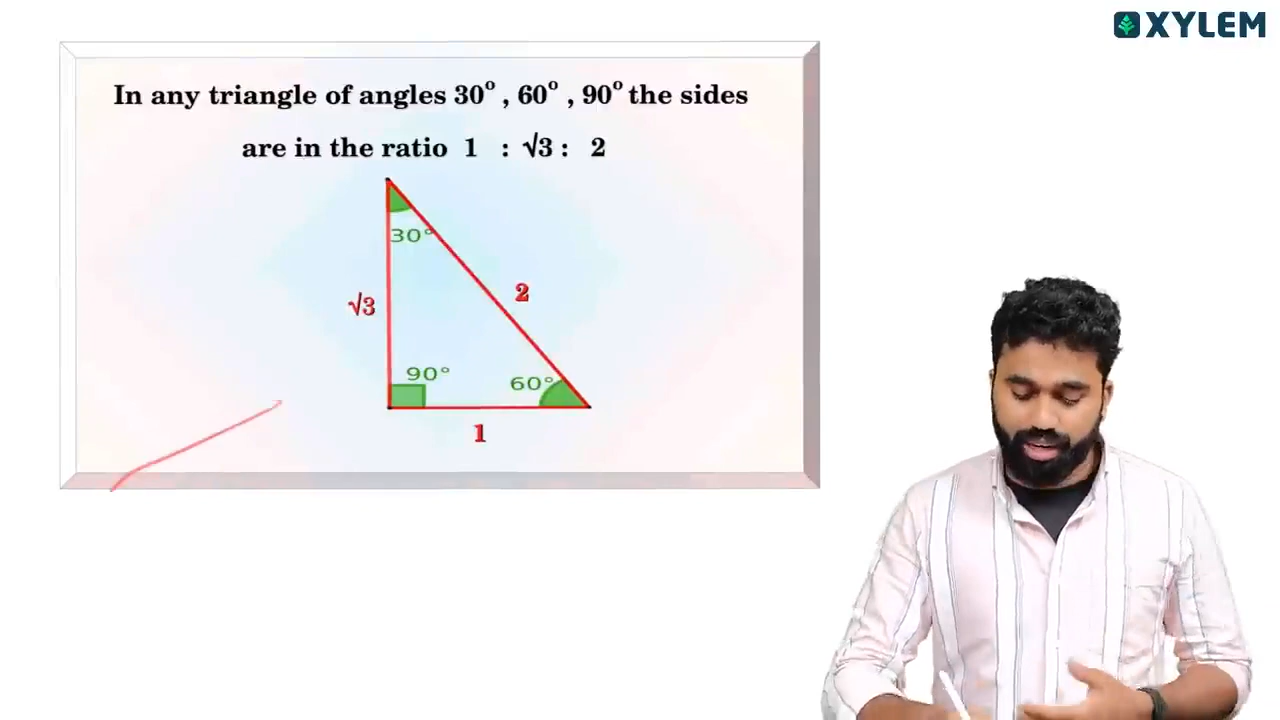 XYLEM
In any triangle of angles 30° , 60° , 90° the sides
are in the ratio 1 : √3 : 2
30°
√3
2
90°
60°
1